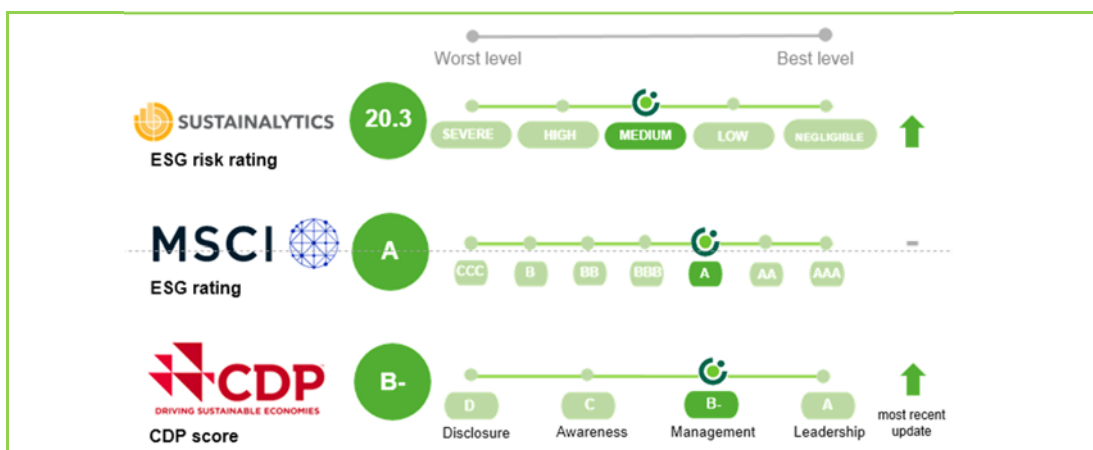 Worst level Best level
SUSTAINALYTICS 20.3 SEVERE HIGH MEDIUM LOW NEGLIGIBLE
ESG risk rating
MSCI A
CCC B BB BBB A AA AAA
ESG rating
CDP B-
DRIVING SUSTAINABLE ECONOMIES
D C B- A
CDP score Disclosure Awareness Management Leadership
most recent
update